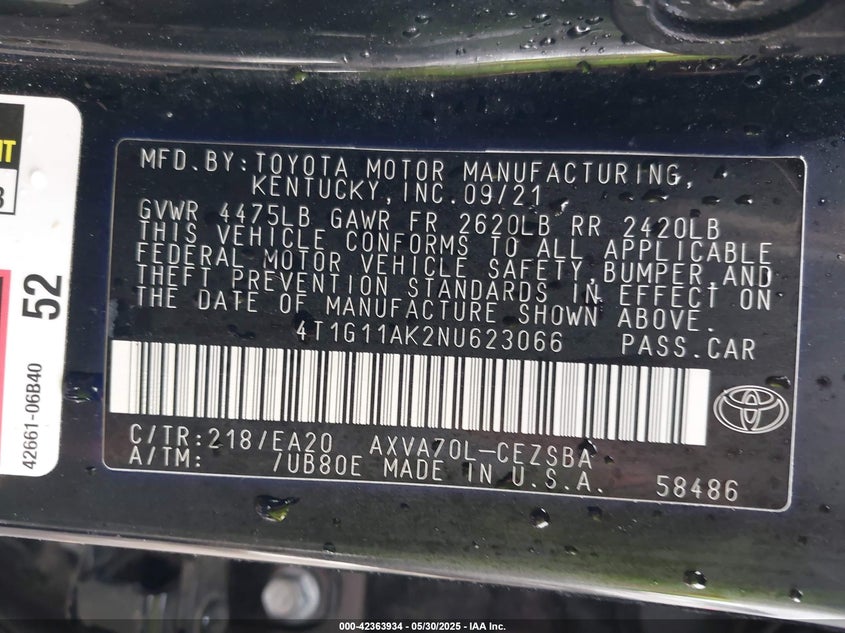 MFD.BY:TOYOTA MOTOR MANUFACTURING,
KENTUCKY,INC.09/21
GVWR 4475LB GAWR FR 2620LB RR 2420LB
THIS VEHICLE CONFORMS TO ALL APPLICABLE
FEDERAL MOTOR VEHICLE SAFETY,BUMPER,AND
THEFT PREVENTION STANDARDS IN EFFECT ON
THE DATE OF MANUFACTURE SHOWN ABOVE.
4T1G11AK2NU623066 PASS.CAR
C/TR:218/EA20 AXVA70L-CEZSBA
A/TM: /UB80E MADE IN U.S.A. 58486
52
42661-06B40
000-42363934 - 05/30/2025 - IAA Inc.